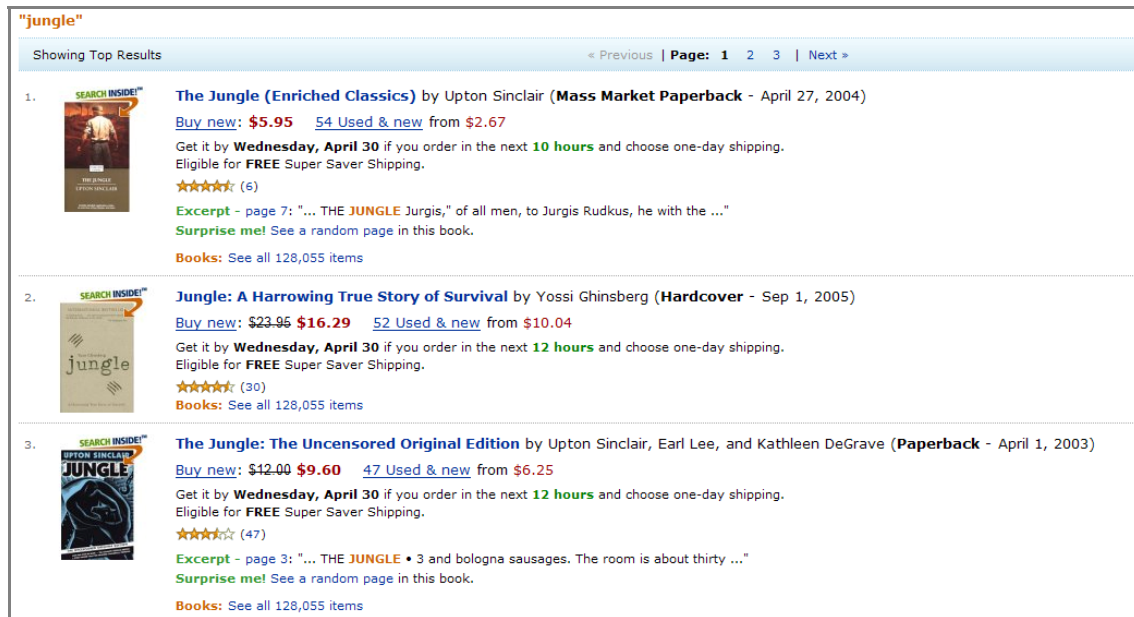 "jungle"
Showing Top Results « Previous | Page: 1 2 3 | Next »
1. SEARCH INSIDE!™ The Jungle (Enriched Classics) by Upton Sinclair (Mass Market Paperback - April 27, 2004)
Buy new: $5.95 54 Used & new from $2.67
Get it by Wednesday, April 30 if you order in the next 10 hours and choose one-day shipping.
Eligible for FREE Super Saver Shipping.
THE JUNGLE
UPTON SINCLAIR
(6)
Excerpt - page 7: "... THE JUNGLE Jurgis," of all men, to Jurgis Rudkus, he with the ..."
Surprise me! See a random page in this book.
Books: See all 128,055 items
2. SEARCH INSIDE!™ Jungle: A Harrowing True Story of Survival by Yossi Ghinsberg (Hardcover - Sep 1, 2005)
Buy new: $23.95 $16.29 52 Used & new from $10.04
Get it by Wednesday, April 30 if you order in the next 12 hours and choose one-day shipping.
Eligible for FREE Super Saver Shipping.
jungle
(30)
Books: See all 128,055 items
3. SEARCH INSIDE!™ The Jungle: The Uncensored Original Edition by Upton Sinclair, Earl Lee, and Kathleen DeGrave (Paperback - April 1, 2003)
UPTON SINCLAIR
JUNGLE
Buy new: $12.00 $9.60 47 Used & new from $6.25
Get it by Wednesday, April 30 if you order in the next 12 hours and choose one-day shipping.
Eligible for FREE Super Saver Shipping.
(47)
Excerpt - page 3: "... THE JUNGLE • 3 and bologna sausages. The room is about thirty ..."
Surprise me! See a random page in this book.
Books: See all 128,055 items